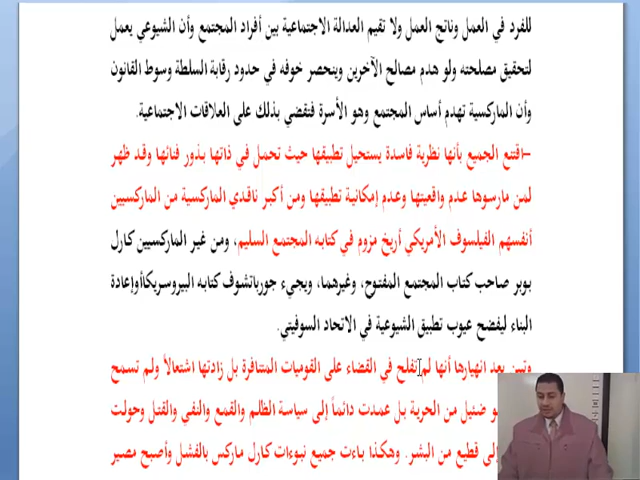 للفرد في العمل وناتج العمل ولا تقيم العدالة الاجتماعية بين أفراد المجتمع وأن الشيوعي يعمل
لتحقيق مصلحته ولو هدم مصالح الآخرين وينحصر خوفه في حدود رقابة السلطة وسوط القانون
وأن الماركسية تهدم أساس المجتمع وهو الأسرة فتقضي بذلك على العلاقات الاجتماعية.
-اقتنع الجميع بأنها نظرية فاسدة يستحيل تطبيقها حيث تحمل في ذاتها بذور فنائها وقد ظهر
لمن مارسوها عدم واقعيتها وعدم إمكانية تطبيقها ومن أكبر ناقدي الماركسية من الماركسيين
أنفسهم الفيلسوف الأمريكي أريخ مزوم في كتابه المجتمع السليم، ومن غير الماركسيين كارل
بوبر صاحب كتاب المجتمع المفتوح، وغيرهما، ويجيء جورباتشوف كتابه البيروسريكاأوإعادة
البناء ليفضح عيوب تطبيق الشيوعية في الاتحاد السوفيتي.
وتبين بعد انهيارها أنها لم تفلح في القضاء على القوميات المتنافرة بل زادتها اشتعالاً ولم تسمح
ضئيل من الحرية بل عمدت دائماً إلى سياسة الظلم والقمع والنفي والقتل وحولت
إلى قطيع من البشر. وهكذا باءت جميع نبوءات كارل ماركس بالفشل وأصبح مصير